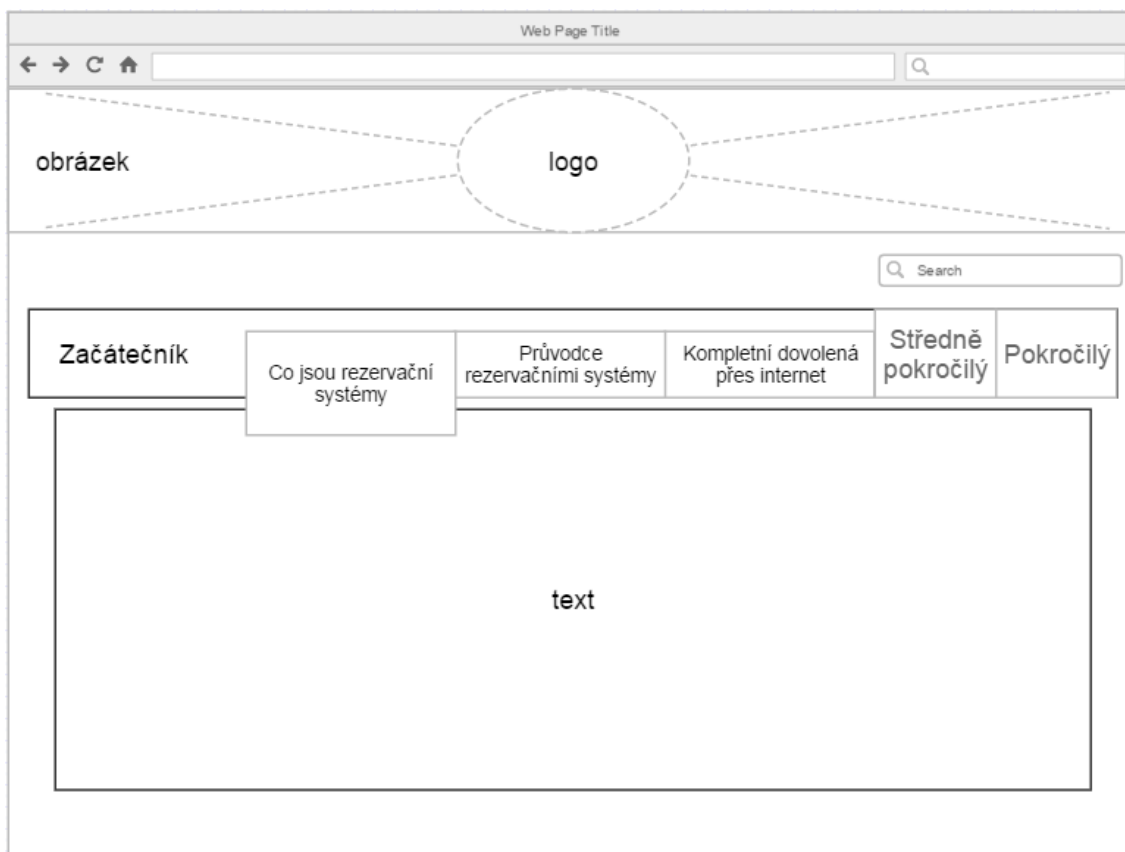 Web Page Title
obrázek
logo
Search
Začátečník
Co jsou rezervační
systémy
Průvodce
rezervačními systémy
Kompletní dovolená
přes internet
Středně
pokročilý
Pokročilý
text